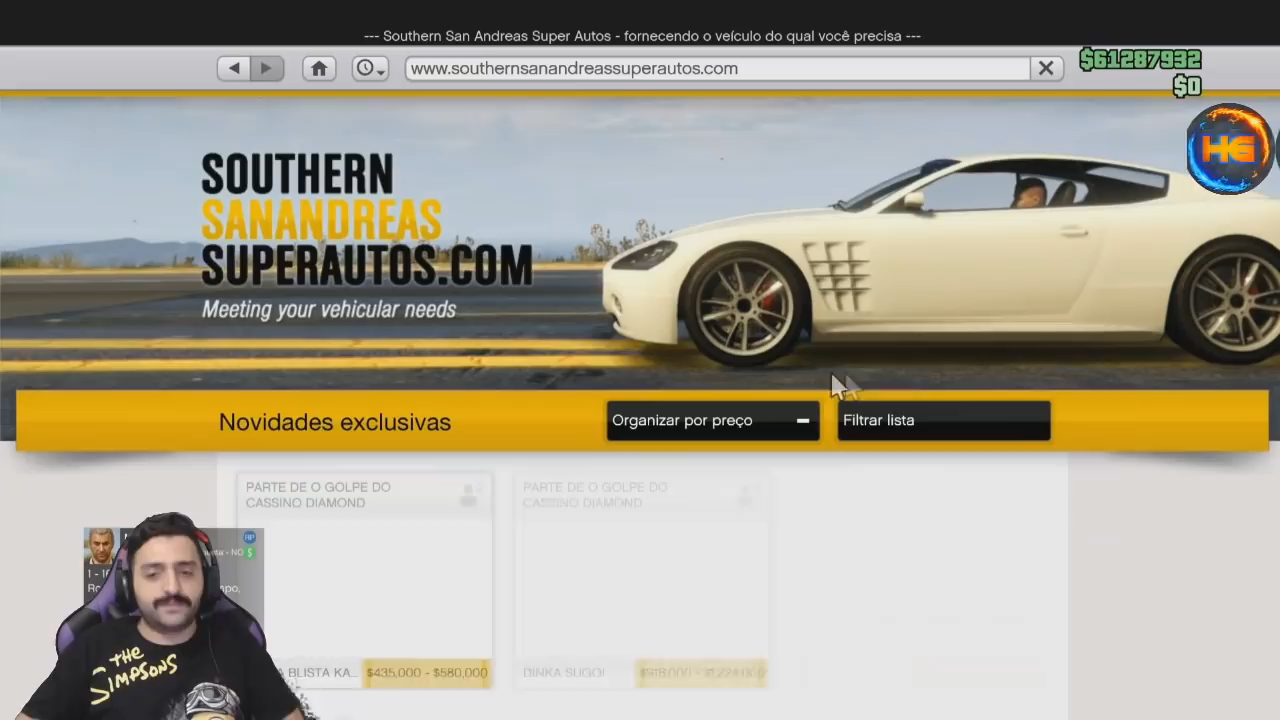 --- Southern San Andreas Super Autos - fornecendo o veículo do qual você precisa ---
www.southernsanandreassuperautos.com
$61287932
$0
HG
SOUTHERN
SANANDREAS
SUPERAUTOS.COM
Meeting your vehicular needs
Novidades exclusivas
Organizar por preço
Filtrar lista
PARTE DE O GOLPE DO
CASSINO DIAMOND
PARTE DE O GOLPE DO
CASSINO DIAMOND
BLISTA KA...
$435,000 - $580,000
DINKA SUGOI
RP
$
THE
SIMPSONS